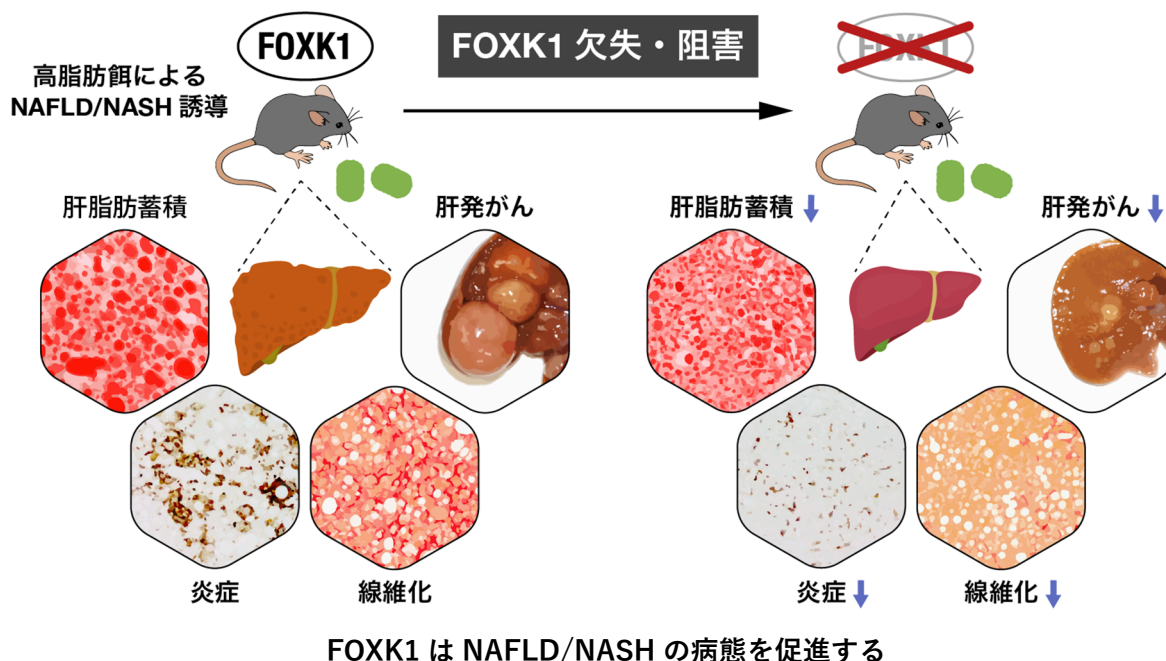 FOXK1
FOXK1 欠失・阻害
FOXK1
高脂肪餌による
NAFLD/NASH 誘導
肝脂肪蓄積
肝発がん
肝脂肪蓄積
肝発がん
炎症
線維化
炎症
線維化
FOXK1 は NAFLD/NASH の病態を促進する